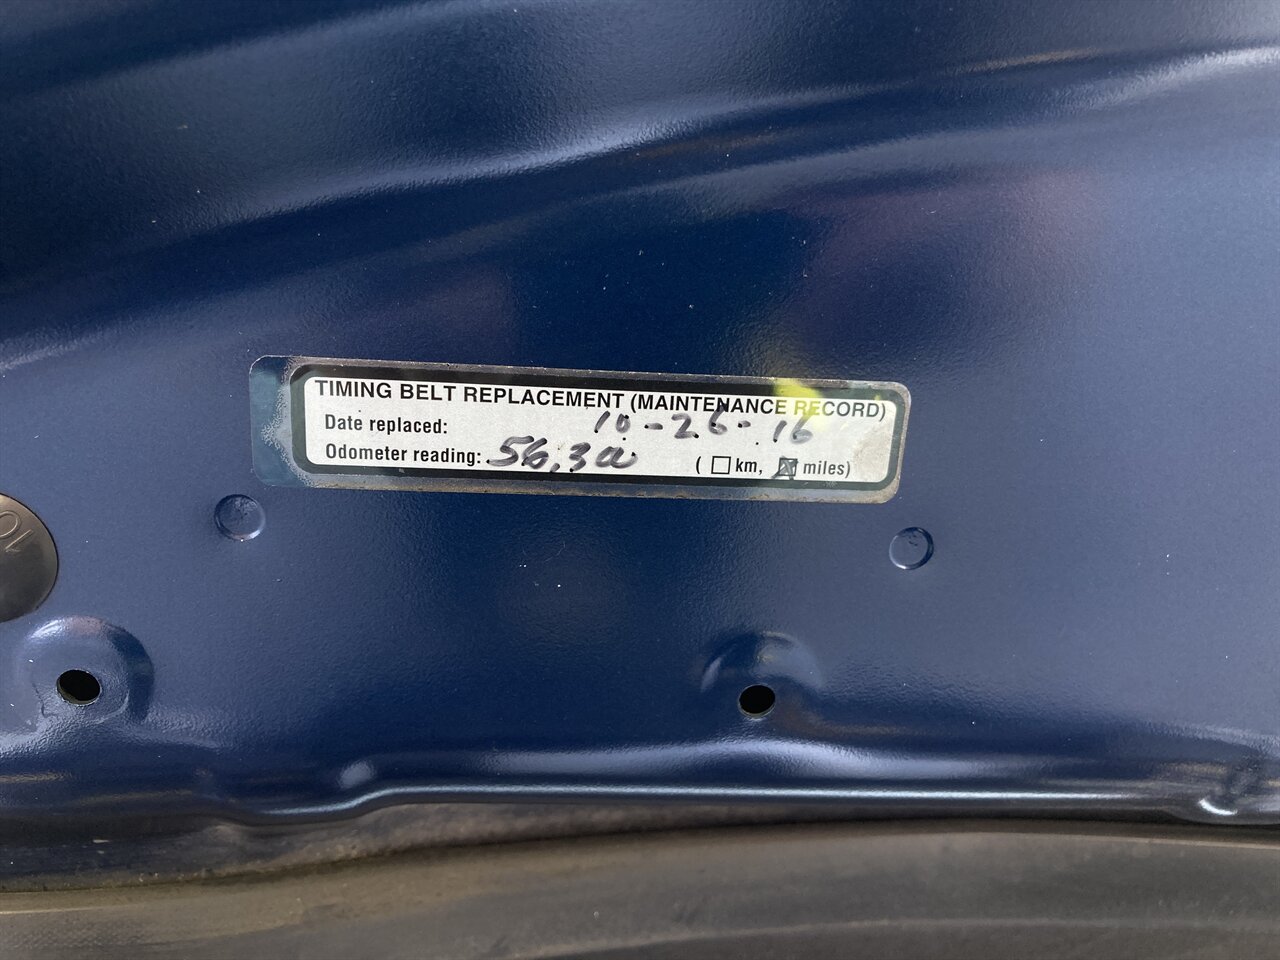 TIMING BELT REPLACEMENT (MAINTENANCE RECORD)
Date replaced: 10-26-16
Odometer reading: 56,300 ( km, miles)